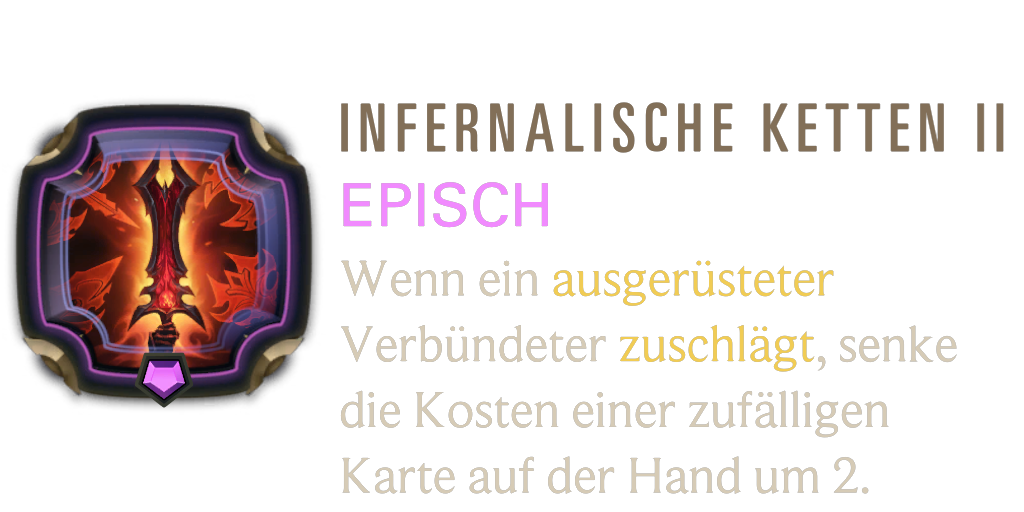 INFERNALISCHE KETTEN II
EPISCH
Wenn ein ausgerüsteter
Verbündeter zuschlägt, senke
die Kosten einer zufälligen
Karte auf der Hand um 2.